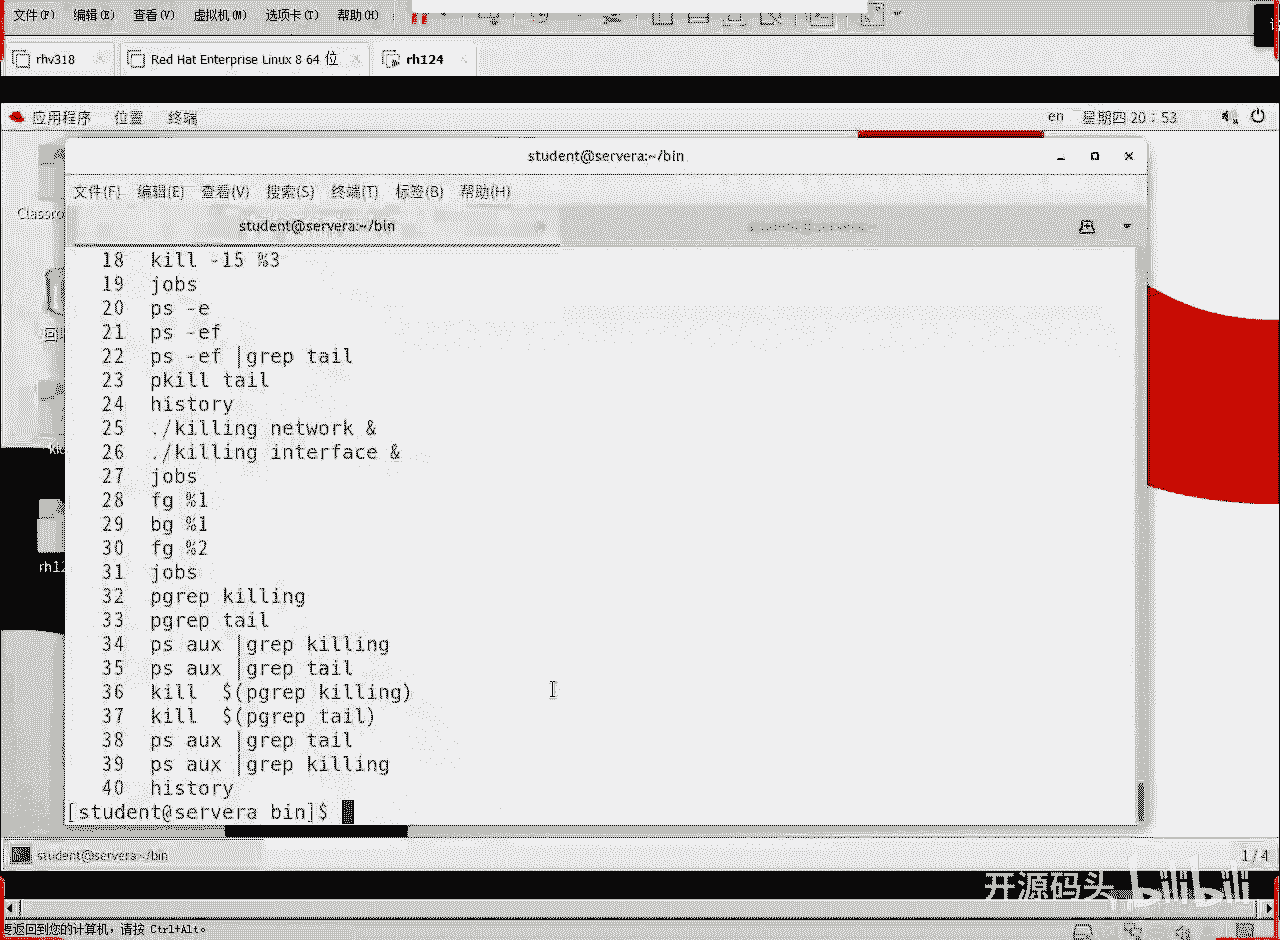 文件(F) 编辑(E) 查看(V) 虚拟机(M) 选项卡(T) 帮助(H)
rhv318 Red Hat Enterprise Linux 8 64 位 rh124
应用程序 位置 终端 en 星期四 20：53
student@servera:~/bin
文件(F) 编辑(E) 查看(V) 搜索(S) 终端(T) 标签(B) 帮助(H)
student@servera:~/bin
Classro
18 kill -15 %3
19 jobs
20 ps -e
21 ps -ef
22 ps -ef |grep tail
23 pkill tail
24 history
25 ./killing network &
26 ./killing interface &
27 jobs
28 fg %1
29 bg %1
30 fg %2
31 jobs
32 pgrep killing
33 pgrep tail
34 ps aux |grep killing
35 ps aux |grep tail
36 kill  $(pgrep killing)
37 kill  $(pgrep tail)
38 ps aux |grep tail
39 ps aux |grep killing
40 history
[student@servera bin]$
rh12
student@servera:~/bin 1 / 4
开源码头 bilibili
要返回到您的计算机，请按 Ctrl+Alt。